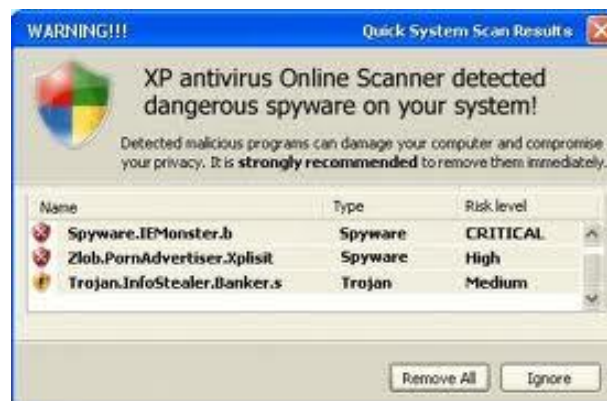 WARNING!!! Quick System Scan Results
XP antivirus Online Scanner detected
dangerous spyware on your system!
Detected malicious programs can damage your computer and compromise
your privacy. It is strongly recommended to remove them immediately.
Name Type Risk level
Spyware.IEMonster.b Spyware CRITICAL
Zlob.PornAdvertiser.Xplisit Spyware High
Trojan.InfoStealer.Banker.s Trojan Medium
Remove All Ignore